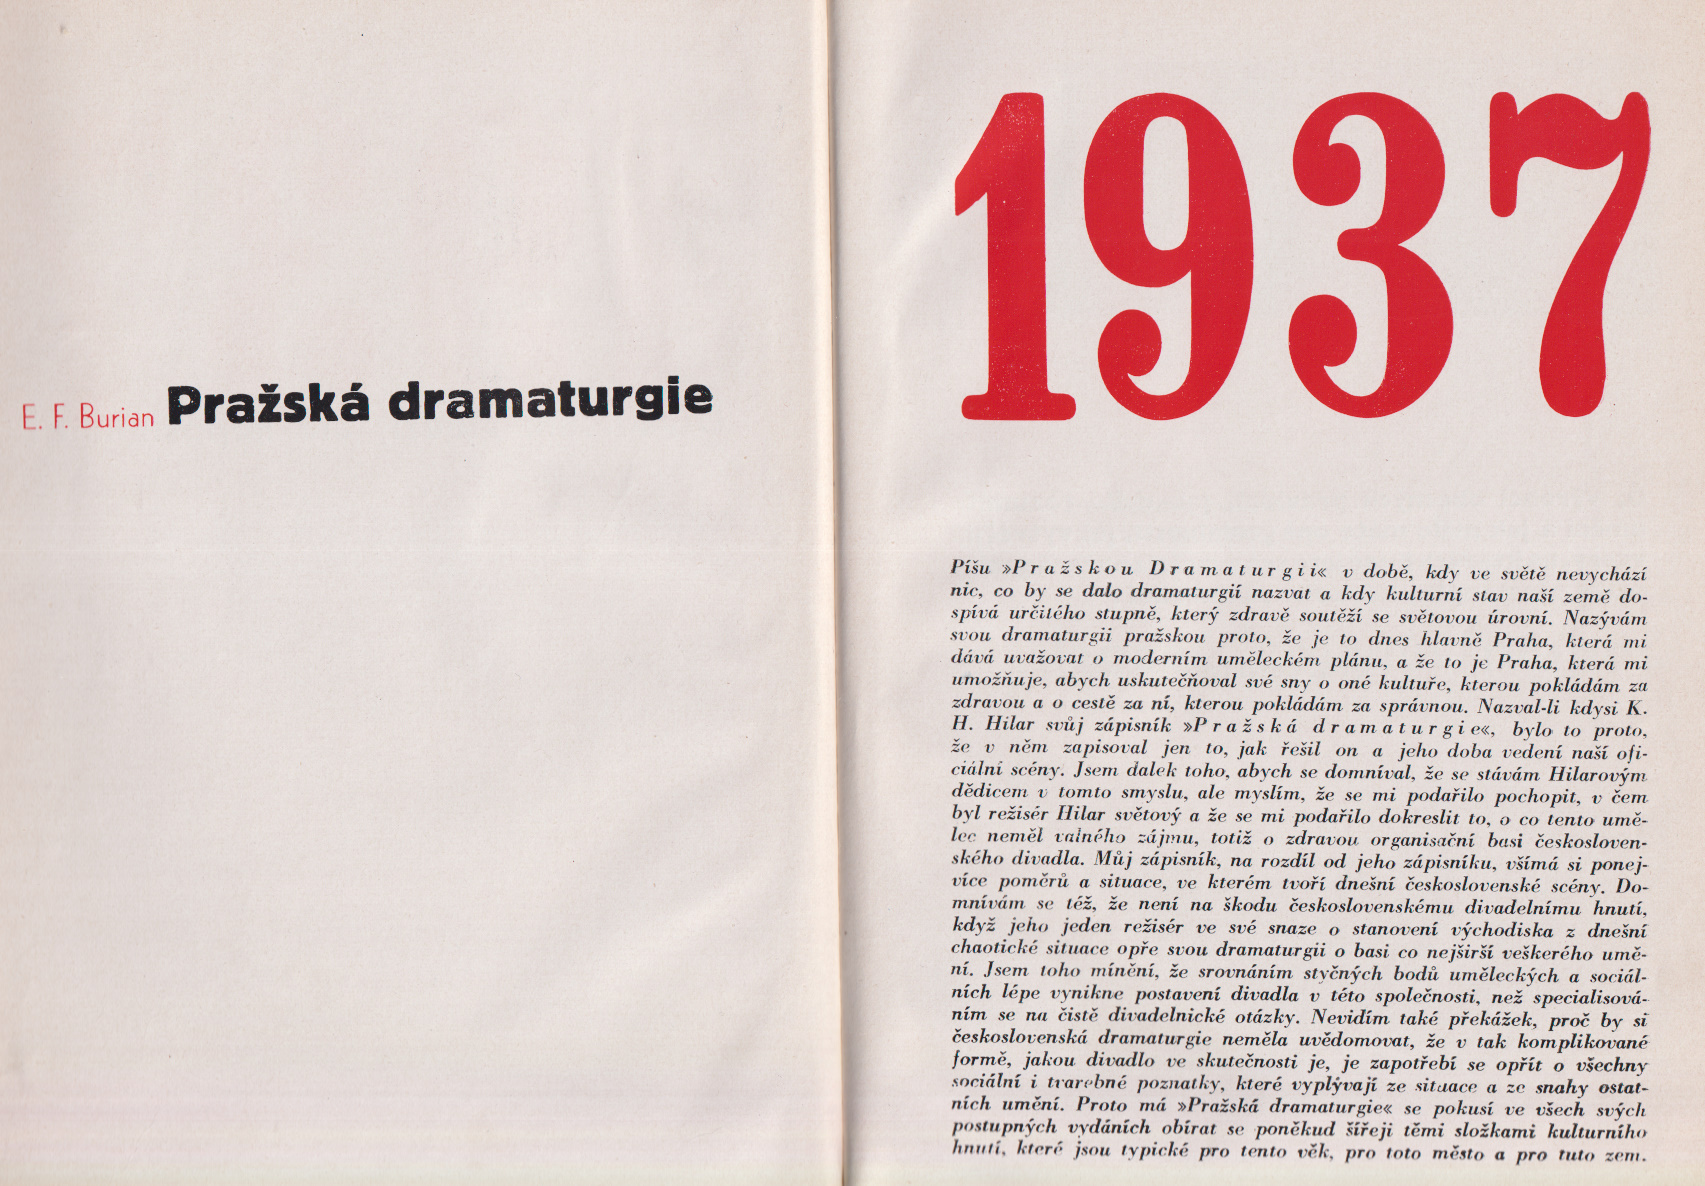 E. F. Burian Pražská dramaturgie
1937
Píšu »Pražskou Dramaturgii« v době, kdy ve světě nevychází
nic, co by se dalo dramaturgií nazvat a kdy kulturní stav naší země do-
spívá určitého stupně, který zdravě soutěží se světovou úrovní. Nazývám
svou dramaturgii pražskou proto, že je to dnes hlavně Praha, která mi
dává uvažovat o moderním uměleckém plánu, a že to je Praha, která mi
umožňuje, abych uskutečňoval své sny o oné kultuře, kterou pokládám za
zdravou a o cestě za ní, kterou pokládám za správnou. Nazval-li kdysi K.
H. Hilar svůj zápisník »Pražská dramaturgie«, bylo to proto,
že v něm zapisoval jen to, jak řešil on a jeho doba vedení naší ofi-
ciální scény. Jsem dalek toho, abych se domníval, že se stávám Hilarovým
dědicem v tomto smyslu, ale myslím, že se mi podařilo pochopit, v čem
byl režisér Hilar světový a že se mi podařilo dokreslit to, o co tento umě-
lec neměl valného zájmu, totiž o zdravou organisační basi českosloven-
ského divadla. Můj zápisník, na rozdíl od jeho zápisníku, všímá si ponej-
více poměrů a situace, ve kterém tvoří dnešní československé scény. Do-
mnívám se též, že není na škodu československému divadelnímu hnutí,
když jeho jeden režisér ve své snaze o stanovení východiska z dnešní
chaotické situace opře svou dramaturgii o basi co nejširší veškerého umě-
ní. Jsem toho mínění, že srovnáním styčných bodů uměleckých a sociál-
ních lépe vynikne postavení divadla v této společnosti, než specialisová-
ním se na čistě divadelnické otázky. Nevidím také překážek, proč by si
československá dramaturgie neměla uvědomovat, že v tak komplikované
formě, jakou divadlo ve skutečnosti je, je zapotřebí se opřít o všechny
sociální i tvarebné poznatky, které vyplývají ze situace a ze snahy ostat-
ních umění. Proto má »Pražská dramaturgie« se pokusí ve všech svých
postupných vydáních obírat se poněkud šířeji těmi složkami kulturního
hnutí, které jsou typické pro tento věk, pro toto město a pro tuto zem.